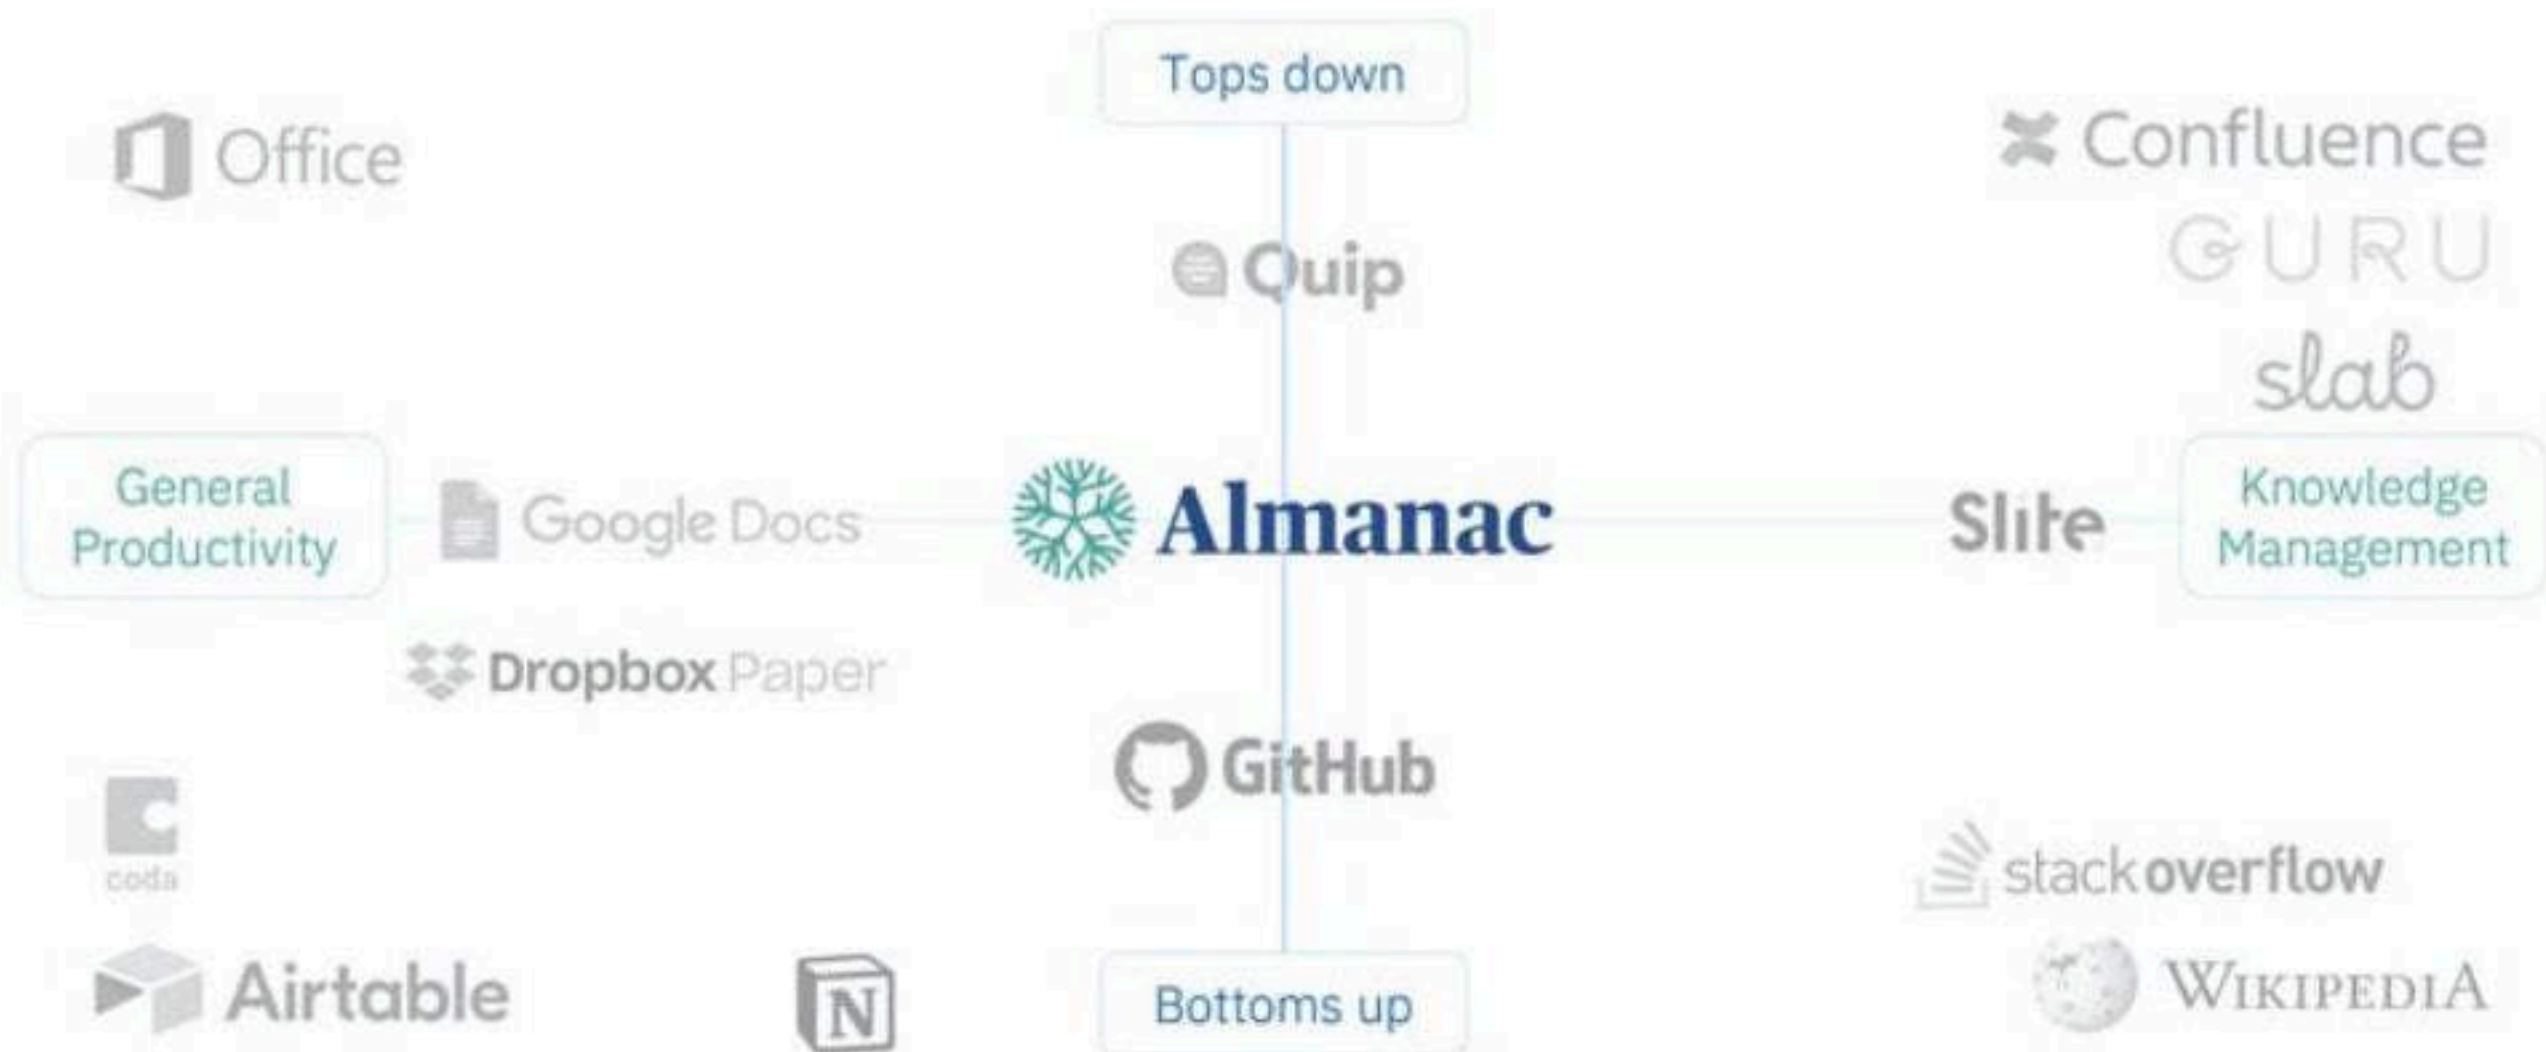 Tops down
Office
Confluence
GURU
Quip
slab
General
Productivity
Google Docs
Almanac
Slite
Knowledge
Management
Dropbox Paper
GitHub
coda
stackoverflow
Airtable
N
Bottoms up
WIKIPEDIA